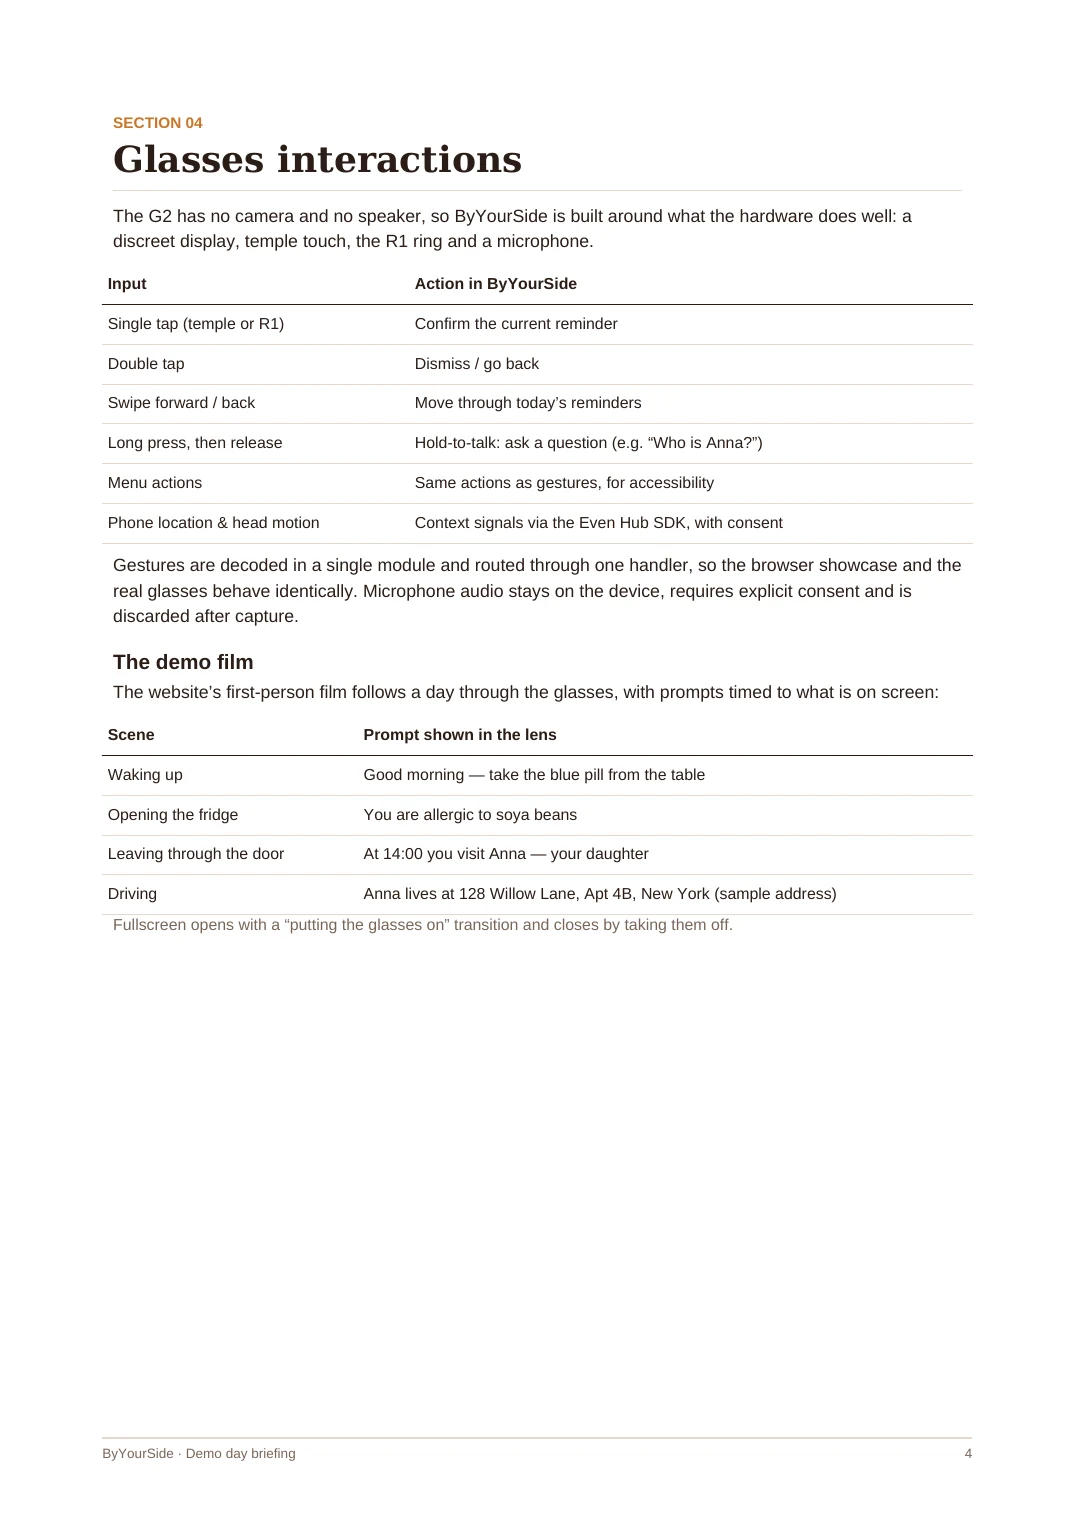 SECTION 04
Glasses interactions
The G2 has no camera and no speaker, so ByYourSide is built around what the hardware does well: a
discreet display, temple touch, the R1 ring and a microphone.
Input Action in ByYourSide
Single tap (temple or R1) Confirm the current reminder
Double tap Dismiss / go back
Swipe forward / back Move through today’s reminders
Long press, then release Hold-to-talk: ask a question (e.g. “Who is Anna?”)
Menu actions Same actions as gestures, for accessibility
Phone location & head motion Context signals via the Even Hub SDK, with consent
Gestures are decoded in a single module and routed through one handler, so the browser showcase and the
real glasses behave identically. Microphone audio stays on the device, requires explicit consent and is
discarded after capture.
The demo film
The website’s first-person film follows a day through the glasses, with prompts timed to what is on screen:
Scene Prompt shown in the lens
Waking up Good morning — take the blue pill from the table
Opening the fridge You are allergic to soya beans
Leaving through the door At 14:00 you visit Anna — your daughter
Driving Anna lives at 128 Willow Lane, Apt 4B, New York (sample address)
Fullscreen opens with a “putting the glasses on” transition and closes by taking them off.
ByYourSide · Demo day briefing 4